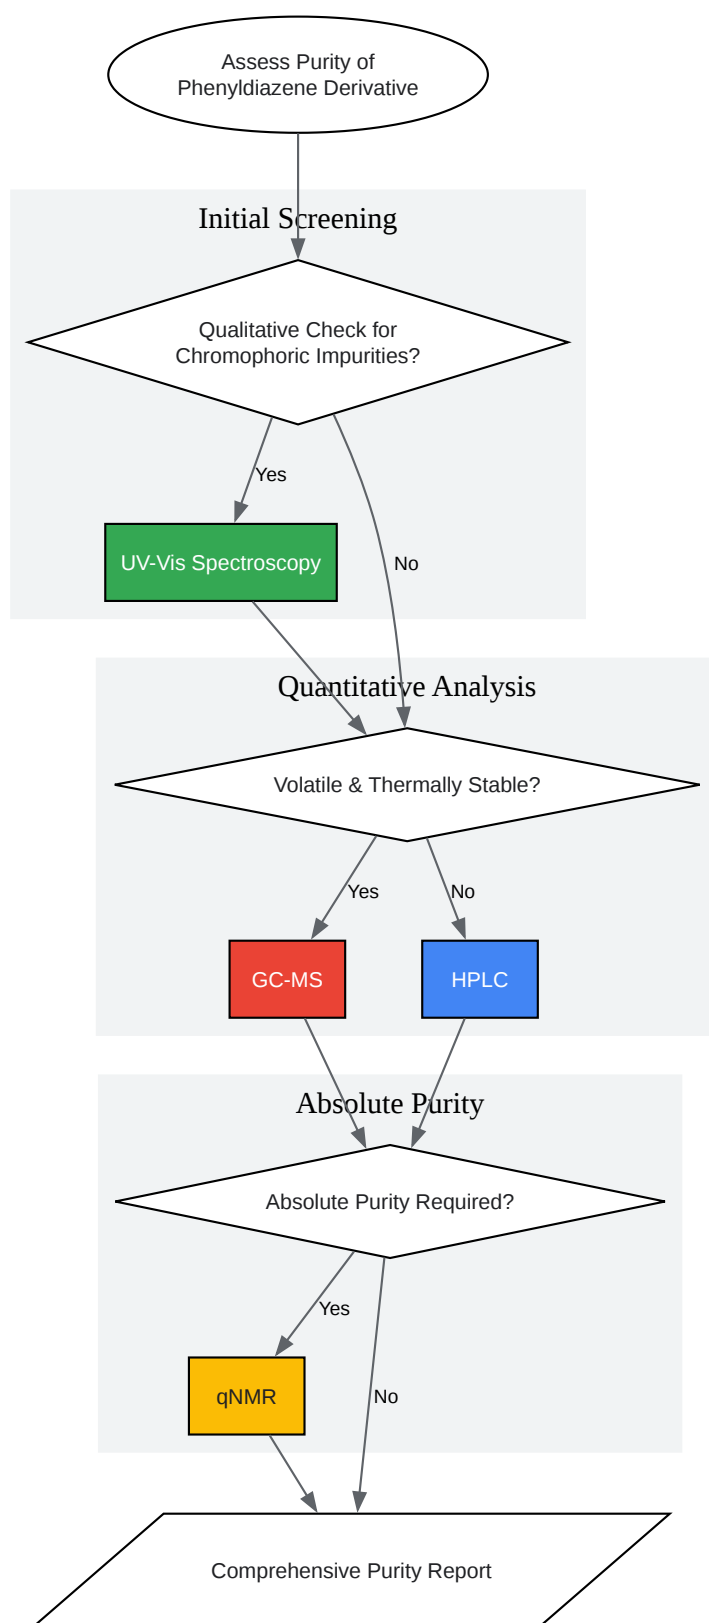 Assess Purity of
Phenyldiazene Derivative
Initial Screening
Qualitative Check for
Chromophoric Impurities?
Yes
UV-Vis Spectroscopy
No
Quantitative Analysis
Volatile & Thermally Stable?
Yes
No
GC-MS
HPLC
Absolute Purity
Absolute Purity Required?
Yes
qNMR
No
Comprehensive Purity Report